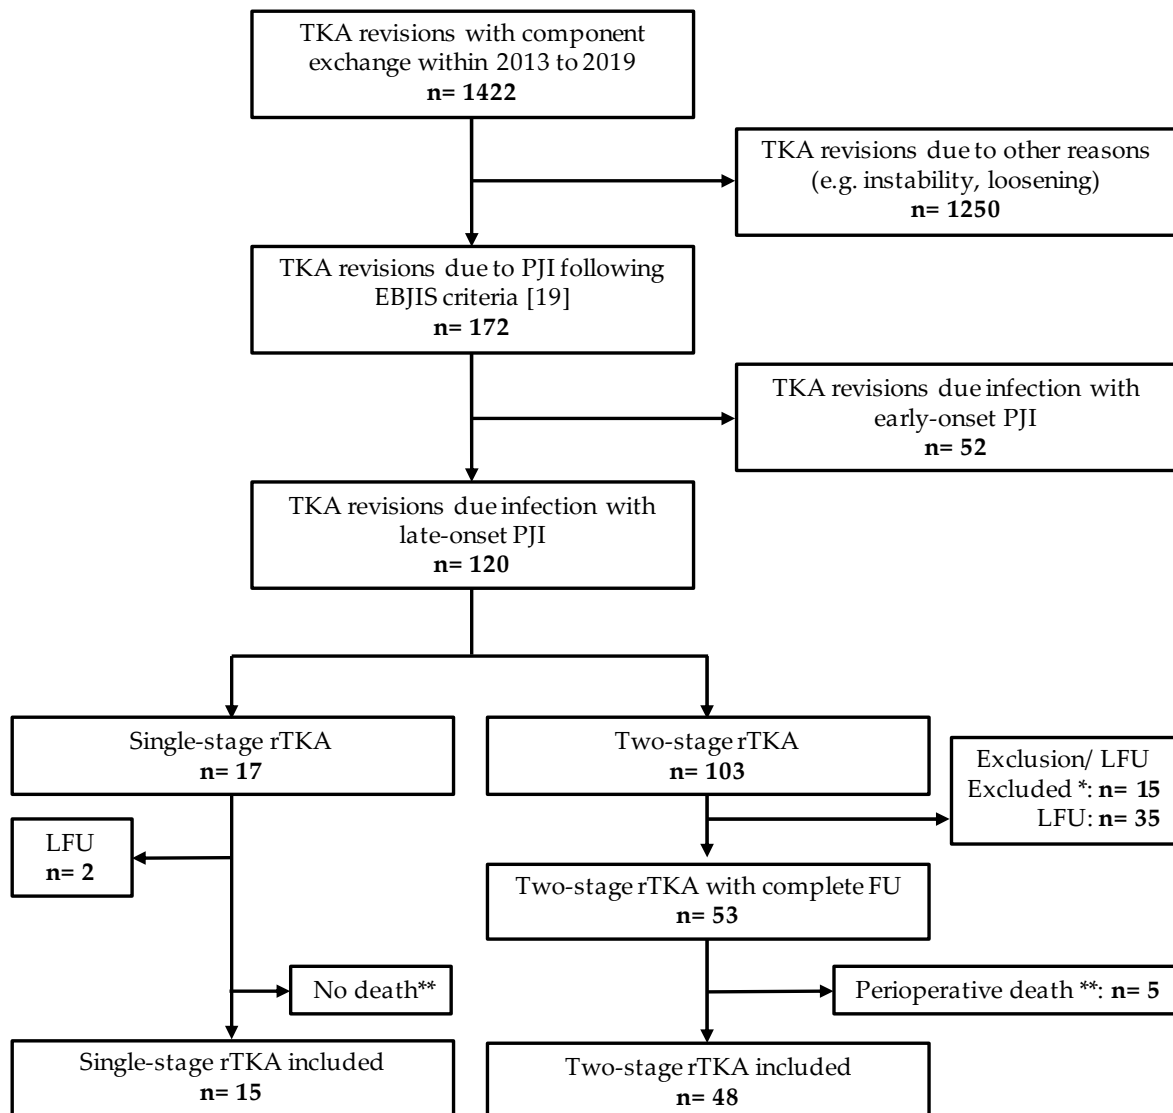 TKA revisions with component
exchange within 2013 to 2019
n= 1422
TKA revisions due to other reasons
(e.g. instability, loosening)
n= 1250
TKA revisions due to PJI following
EBJIS criteria [19]
n= 172
TKA revisions due infection with
early-onset PJI
n= 52
TKA revisions due infection with
late-onset PJI
n= 120
Single-stage rTKA
n= 17
Two-stage rTKA
n= 103
Exclusion/ LFU
Excluded *: n= 15
LFU: n= 35
LFU
n= 2
Two-stage rTKA with complete FU
n= 53
No death**
Perioperative death **: n= 5
Single-stage rTKA included
n= 15
Two-stage rTKA included
n= 48